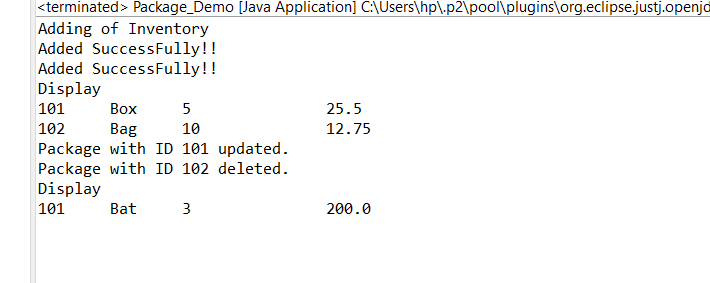 <terminated> Package_Demo [Java Application] C:\Users\hp\.p2\pool\plugins\org.eclipse.justj.openjd
Adding of Inventory
Added SuccessFully!!
Added SuccessFully!!
Display
101 Box 5 25.5
102 Bag 10 12.75
Package with ID 101 updated.
Package with ID 102 deleted.
Display
101 Bat 3 200.0